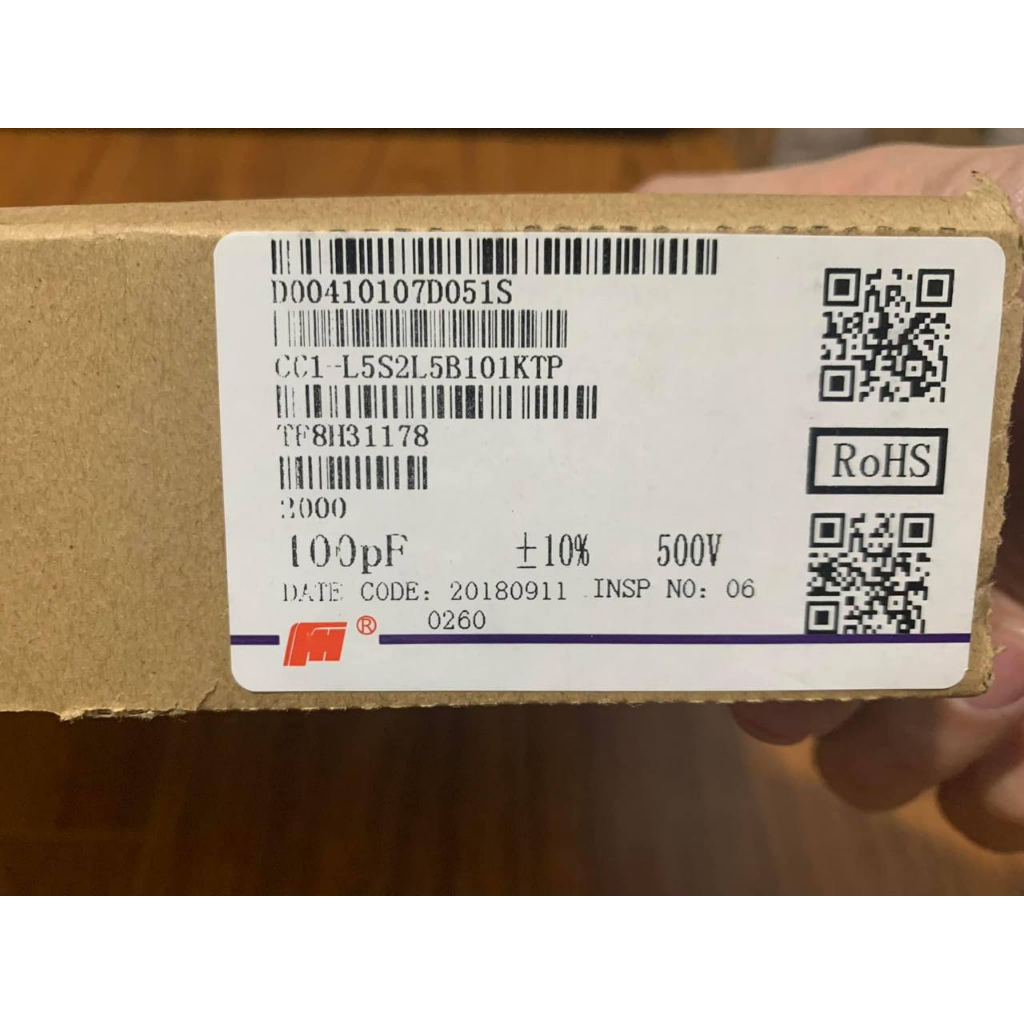 D00410107D051S
CC1-L5S2L5B101KTP
TF8H31178
RoHS
2000
100pF ±10% 500V
DATE CODE: 20180911 INSP NO: 06
0260
®